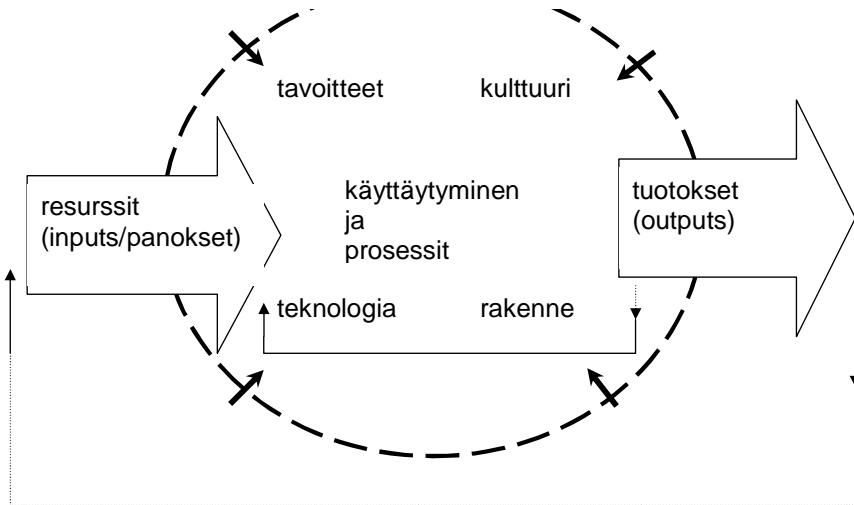 tavoitteet
kulttuuri
resurssit
(inputs/panokset)
käyttäytyminen
ja
prosessit
tuotokset
(outputs)
teknologia
rakenne